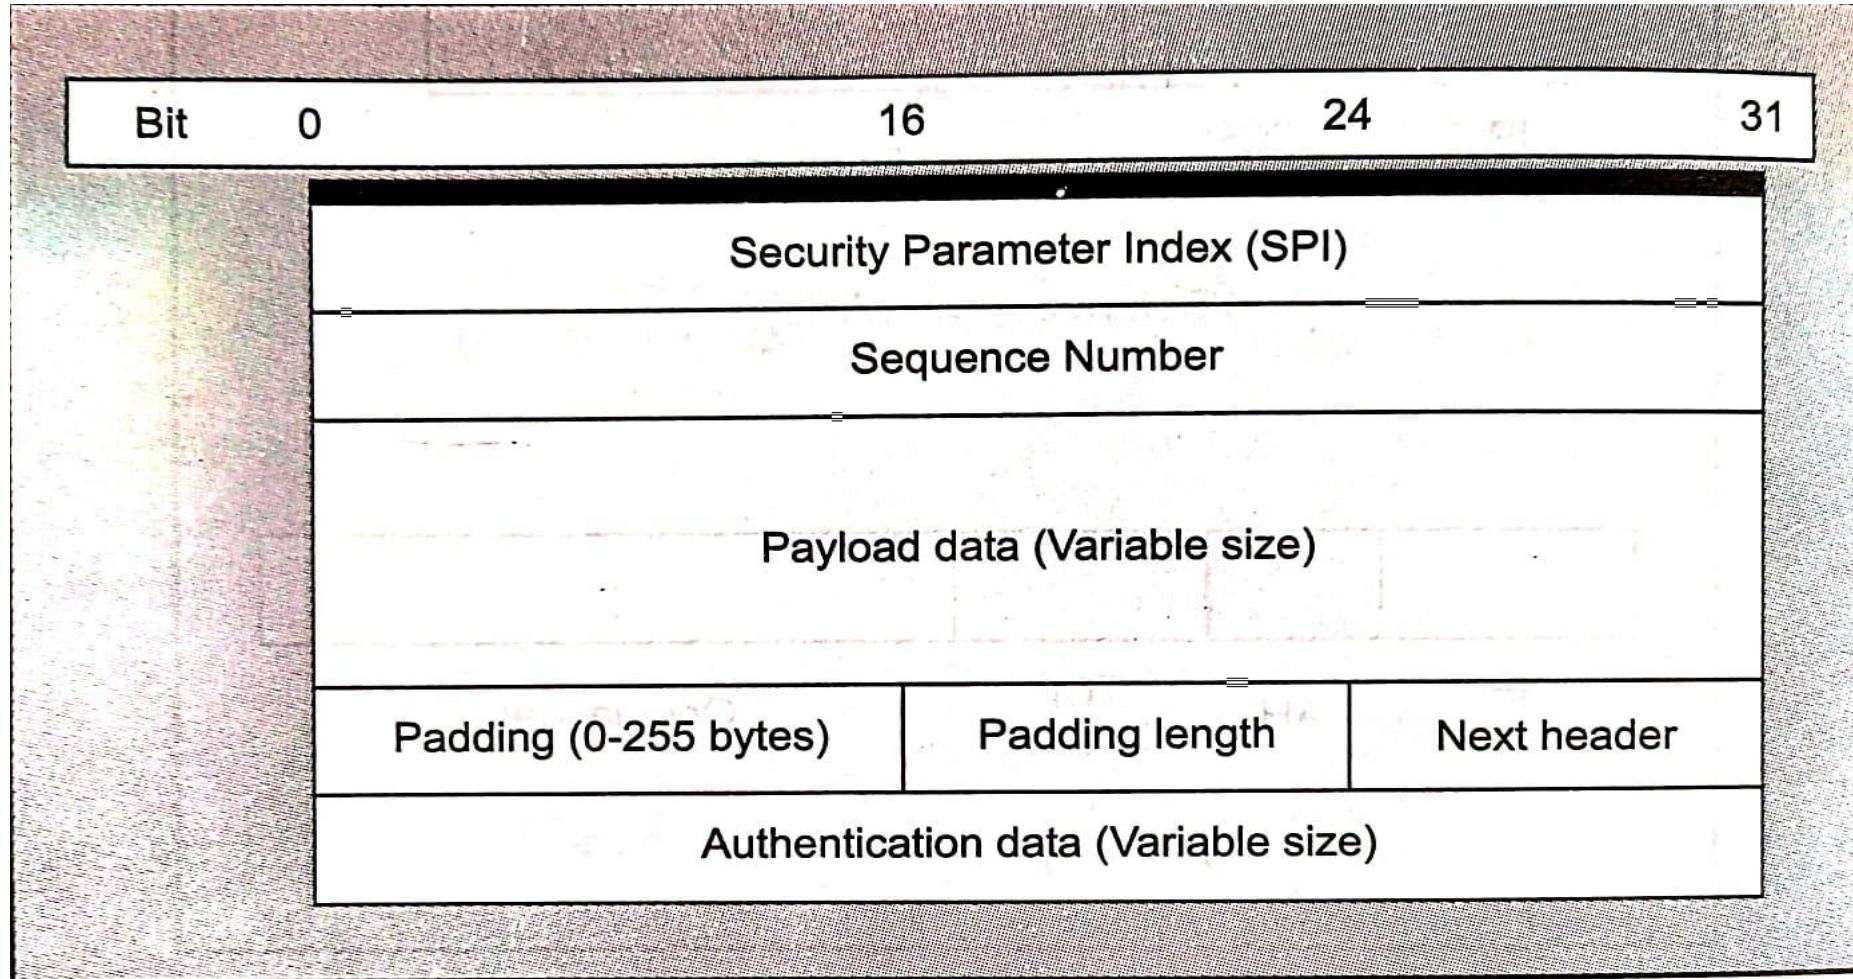 Bit 0 16 24 31
Security Parameter Index (SPI)
Sequence Number
Payload data (Variable size)
Padding (0-255 bytes) Padding length Next header
Authentication data (Variable size)